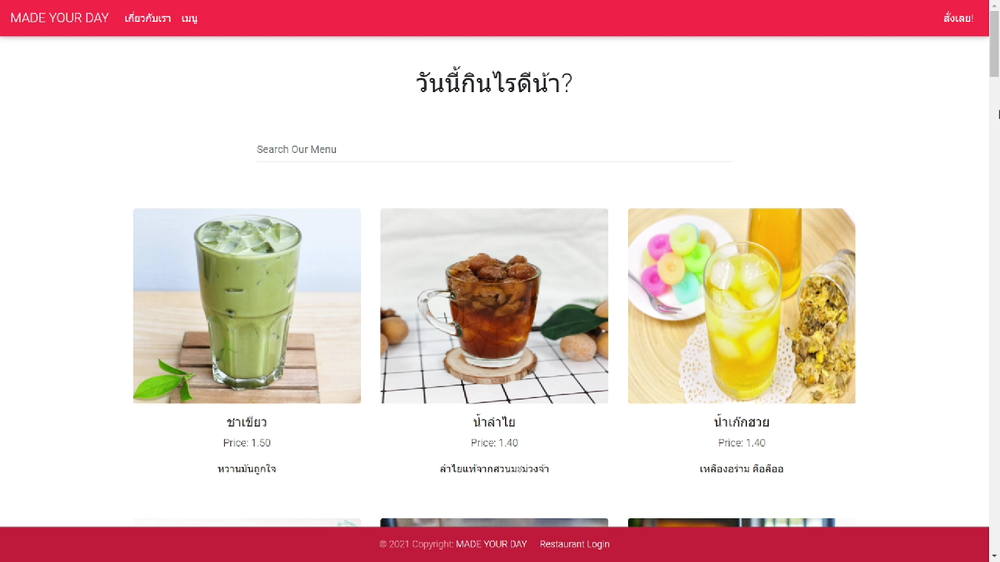 MADE YOUR DAY เกี่ยวกับเรา เมนู สั่งเลย!
วันนี้กินไรดีน้า?
Search Our Menu
ชาเขียว
Price: 1.50
หวานมันถูกใจ
น้ำลำไย
Price: 1.40
ลำไยแท้จากสวนมะม่วงจ้า
น้ำเก๊กฮวย
Price: 1.40
เหลืองอร่าม คือลืออ
© 2021 Copyright: MADE YOUR DAY Restaurant Login